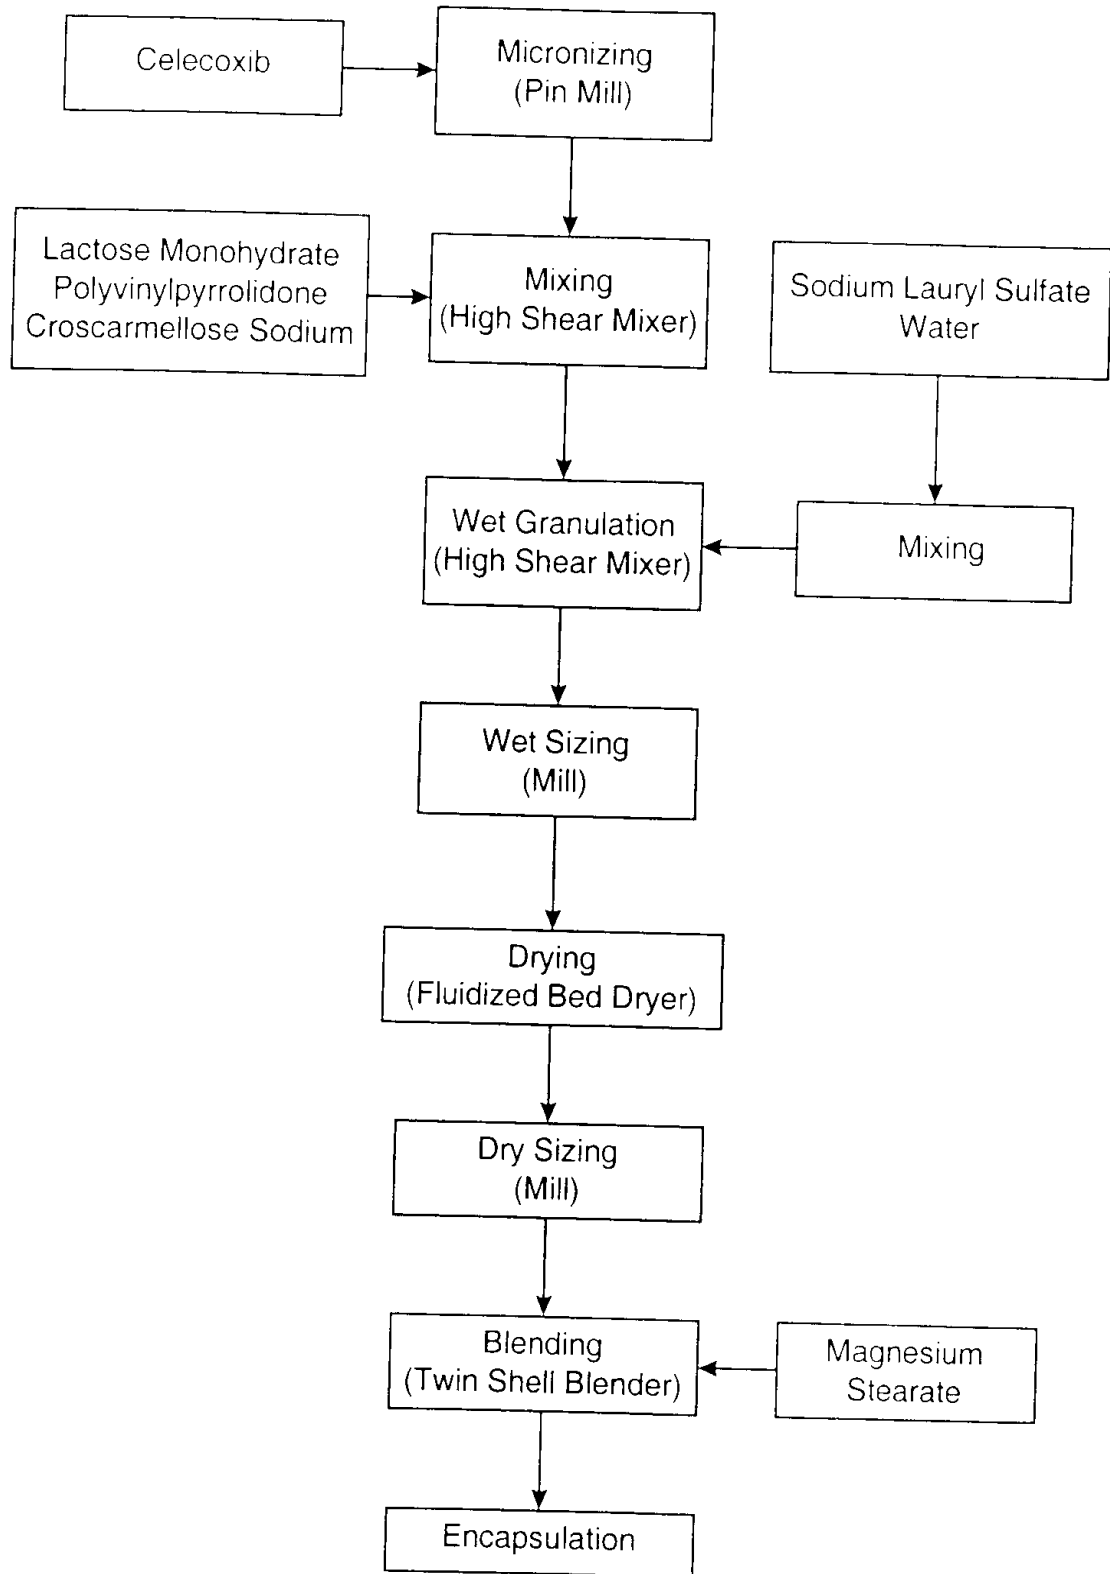 Celecoxib
Micronizing
(Pin Mill)
Lactose Monohydrate
Polyvinylpyrrolidone
Croscarmellose Sodium
Mixing
(High Shear Mixer)
Sodium Lauryl Sulfate
Water
Wet Granulation
(High Shear Mixer)
Mixing
Wet Sizing
(Mill)
Drying
(Fluidized Bed Dryer)
Dry Sizing
(Mill)
Blending
(Twin Shell Blender)
Magnesium
Stearate
Encapsulation